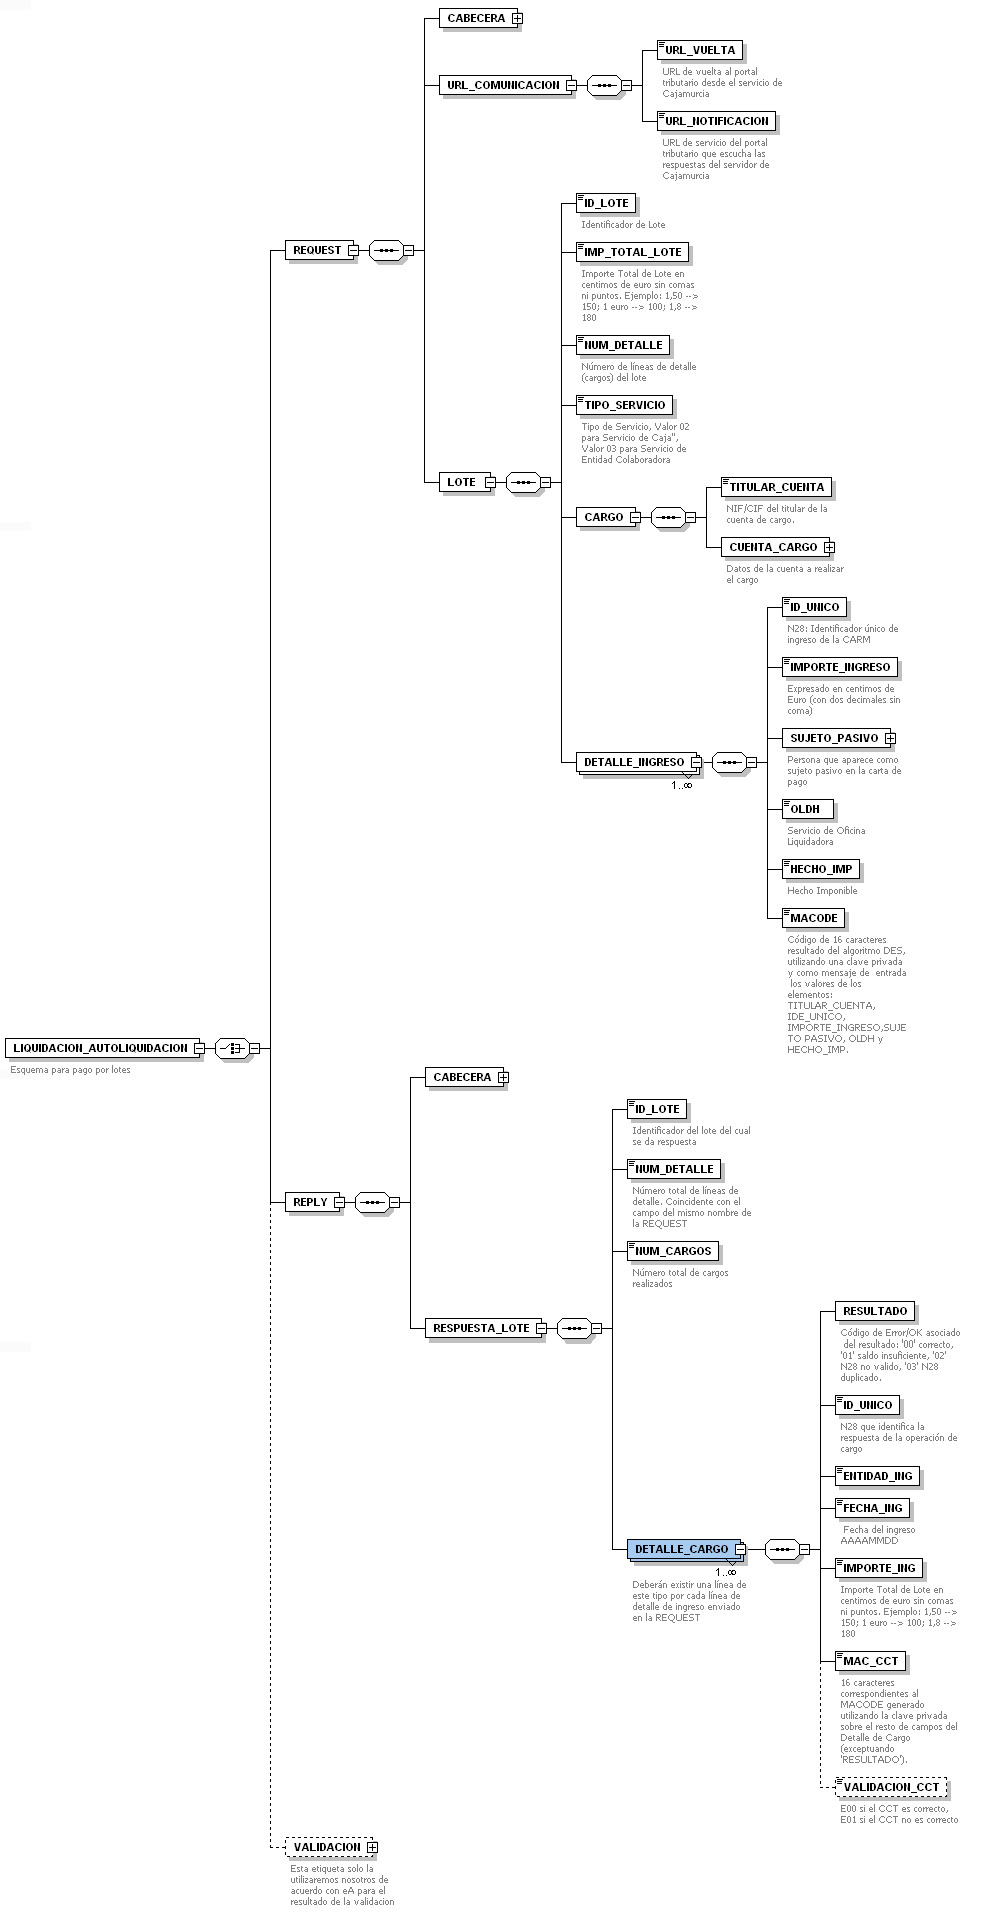 CABECERA
URL_COMUNICACION
URL_VUELTA
URL de vuelta al portal
tributario desde el servicio de
Cajamurcia
URL_NOTIFICACION
URL de servicio del portal
tributario que escucha las
respuestas del servidor de
Cajamurcia
REQUEST
LOTE
ID_LOTE
Identificador de Lote
IMP_TOTAL_LOTE
Importe Total de Lote en
centimos de euro sin comas
ni puntos. Ejemplo: 1,50 -->
150; 1 euro --> 100; 1,8 -->
180
NUM_DETALLE
Número de líneas de detalle
(cargos) del lote
TIPO_SERVICIO
Tipo de Servicio, Valor 02
para Servicio de Caja",
Valor 03 para Servicio de
Entidad Colaboradora
CARGO
TITULAR_CUENTA
NIF/CIF del titular de la
cuenta de cargo.
CUENTA_CARGO
Datos de la cuenta a realizar
el cargo
DETALLE_INGRESO
1..∞
ID_UNICO
N28: Identificador único de
ingreso de la CARM
IMPORTE_INGRESO
Expresado en centimos de
Euro (con dos decimales sin
coma)
SUJETO_PASIVO
Persona que aparece como
sujeto pasivo en la carta de
pago
OLDH
Servicio de Oficina
Liquidadora
HECHO_IMP
Hecho Imponible
MACODE
Código de 16 caracteres
resultado del algoritmo DES,
utilizando una clave privada
y como mensaje de  entrada
los valores de los
elementos:
TITULAR_CUENTA,
IDE_UNICO,
IMPORTE_INGRESO,SUJE
TO PASIVO, OLDH y
HECHO_IMP.
LIQUIDACION_AUTOLIQUIDACION
Esquema para pago por lotes
CABECERA
REPLY
RESPUESTA_LOTE
ID_LOTE
Identificador del lote del cual
se da respuesta
NUM_DETALLE
Número total de líneas de
detalle. Coincidente con el
campo del mismo nombre de
la REQUEST
NUM_CARGOS
Número total de cargos
realizados
DETALLE_CARGO
1..∞
Deberán existir una línea de
este tipo por cada línea de
detalle de ingreso enviado
en la REQUEST
RESULTADO
Código de Error/OK asociado
del resultado: '00' correcto,
'01' saldo insuficiente, '02'
N28 no valido, '03' N28
duplicado.
ID_UNICO
N28 que identifica la
respuesta de la operación de
cargo
ENTIDAD_ING
FECHA_ING
Fecha del ingreso
AAAAMMDD
IMPORTE_ING
Importe Total de Lote en
centimos de euro sin comas
ni puntos. Ejemplo: 1,50 -->
150; 1 euro --> 100; 1,8 -->
180
MAC_CCT
16 caracteres
correspondientes al
MACODE generado
utilizando la clave privada
sobre el resto de campos del
Detalle de Cargo
(exceptuando
'RESULTADO').
VALIDACION_CCT
E00 si el CCT es correcto,
E01 si el CCT no es correcto
VALIDACION
Esta etiqueta solo la
utilizaremos nosotros de
acuerdo con eA para el
resultado de la validacion